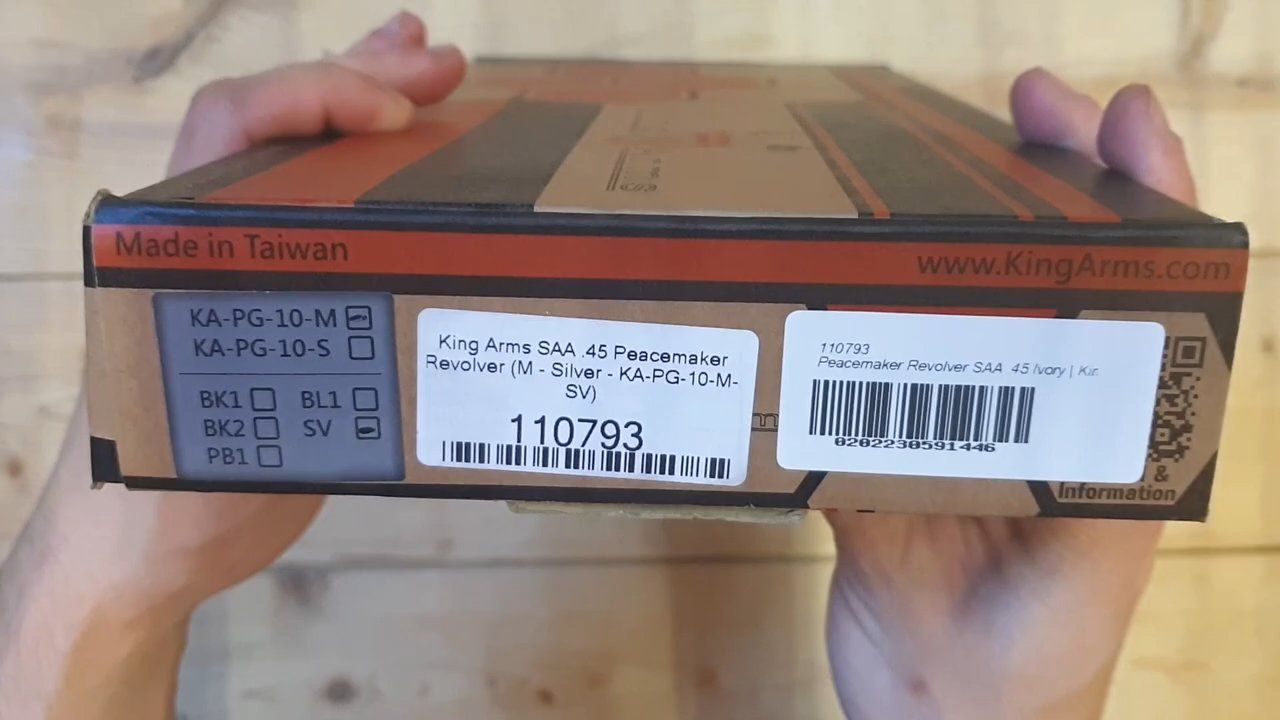 Made in Taiwan
www.KingArms.com
KA-PG-10-M
KA-PG-10-S
BK1 BL1
BK2 SV
PB1
King Arms SAA .45 Peacemaker
Revolver (M - Silver - KA-PG-10-M-
SV)
110793
110793
Peacemaker Revolver SAA .45 Ivory | Kin
0202230591446
&
Information